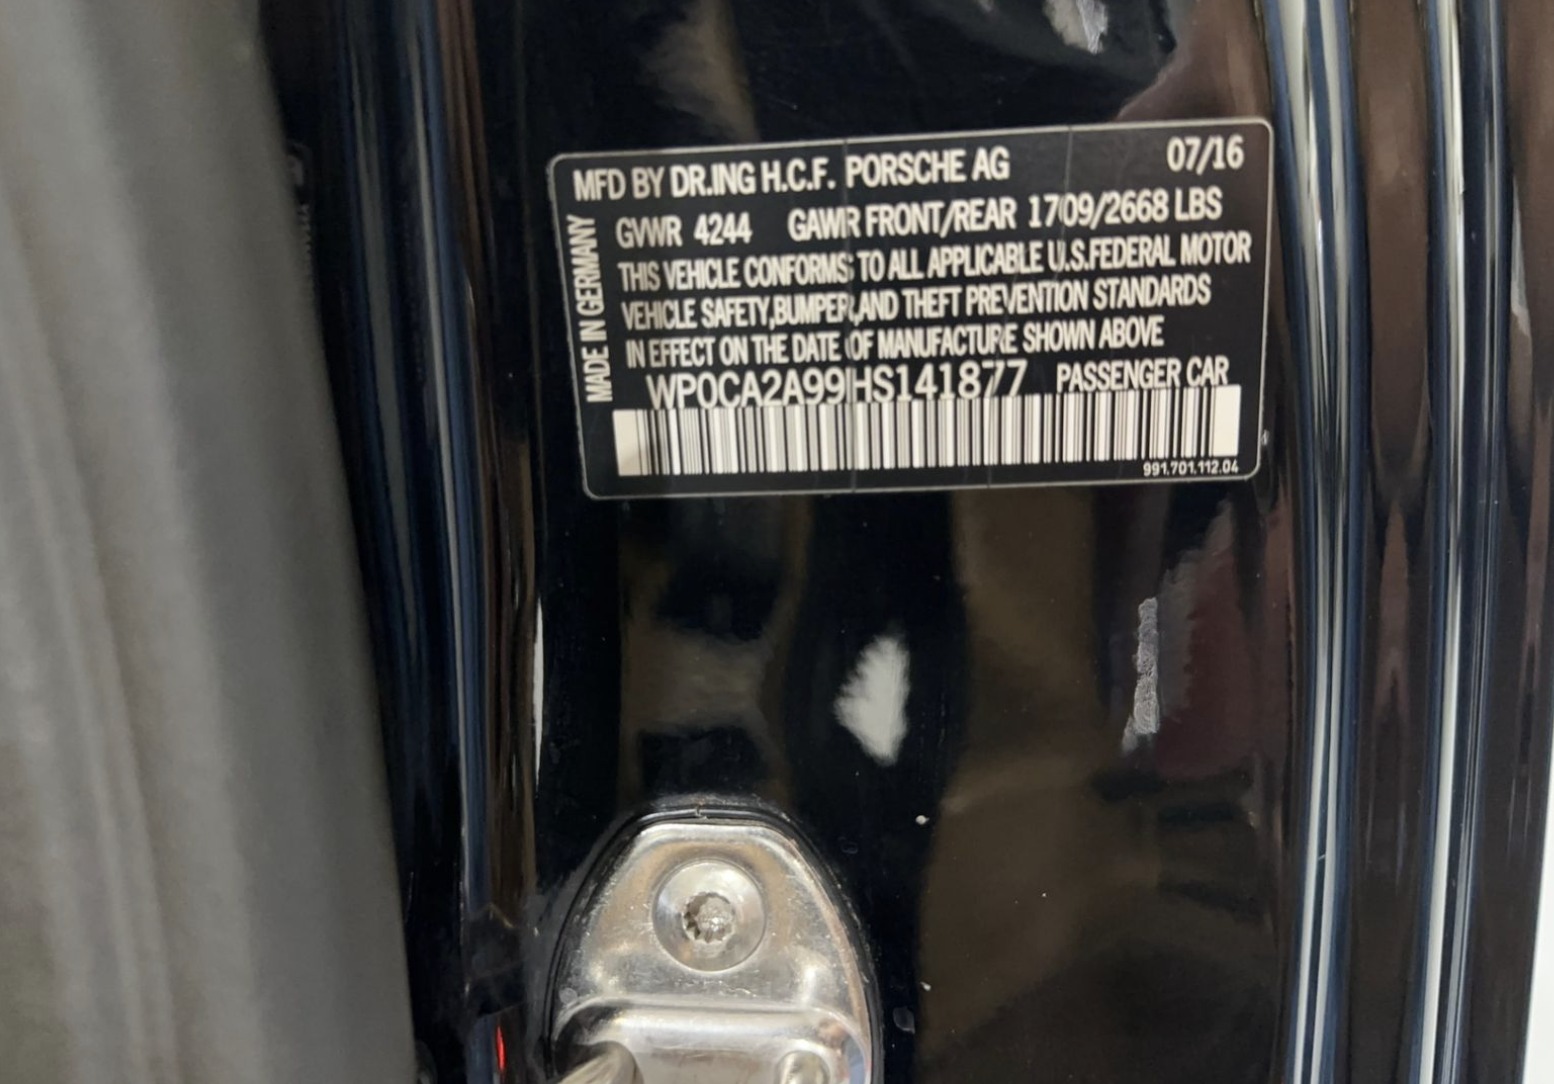 MFD BY DR.ING H.C.F. PORSCHE AG 07/16
GVWR 4244 GAWR FRONT/REAR 1709/2668 LBS
THIS VEHICLE CONFORMS TO ALL APPLICABLE U.S.FEDERAL MOTOR
VEHICLE SAFETY,BUMPER,AND THEFT PREVENTION STANDARDS
IN EFFECT ON THE DATE OF MANUFACTURE SHOWN ABOVE
WP0CA2A99HS141877 PASSENGER CAR
991.701.112.04
MADE IN GERMANY